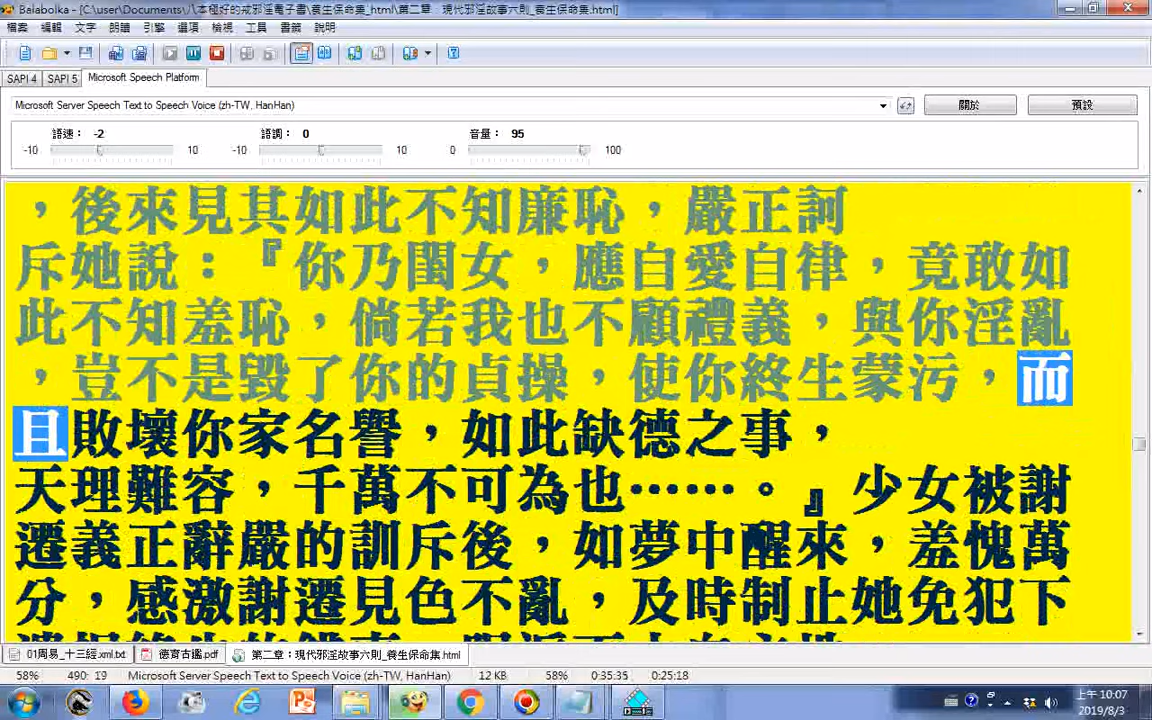 Balabolka - [C:\user\Documents\八本極好的戒邪淫電子書\養生保命集_html\第二章　現代邪淫故事六則_養生保命集.html]
檔案 編輯 文字 朗讀 引擎 選項 檢視 工具 書籤 說明
SAPI 4 SAPI 5 Microsoft Speech Platform
Microsoft Server Speech Text to Speech Voice (zh-TW, HanHan) 關於 預設
語速： -2 語調： 0 音量： 95
-10 10 -10 10 0 100
，後來見其如此不知廉恥，嚴正訶
斥她說：『你乃閨女，應自愛自律，竟敢如
此不知羞恥，倘若我也不顧禮義，與你淫亂
，豈不是毀了你的貞操，使你終生蒙污，而
且敗壞你家名譽，如此缺德之事，
天理難容，千萬不可為也……。』少女被謝
遷義正辭嚴的訓斥後，如夢中醒來，羞愧萬
分，感激謝遷見色不亂，及時制止她免犯下
01周易_十三經.xml.txt 德育古鑑.pdf 第二章：現代邪淫故事六則_養生保命集.html
58% 490: 19 Microsoft Server Speech Text to Speech Voice (zh-TW, HanHan) 12 KB 58% 0:35:35 0:25:18
上午 10:07
2019/8/3